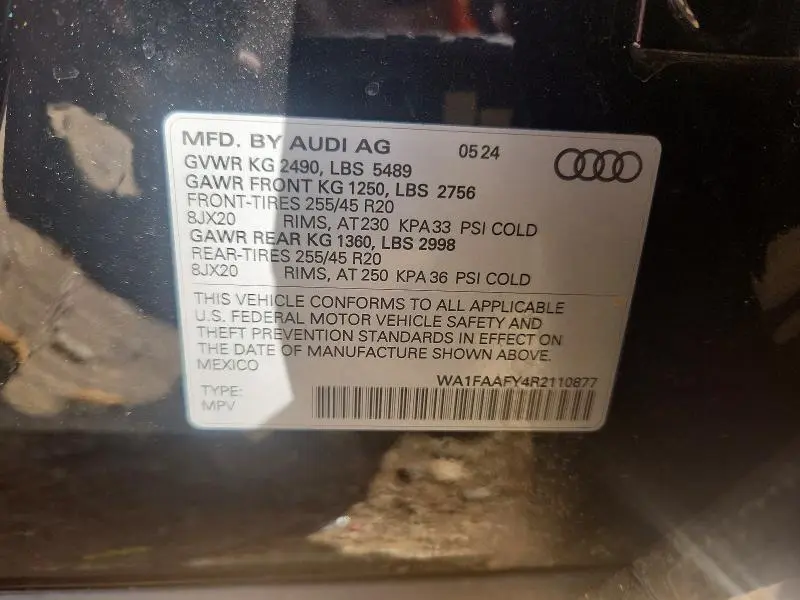 MFD. BY AUDI AG 05 24
GVWR KG 2490, LBS 5489
GAWR FRONT KG 1250, LBS 2756
FRONT-TIRES 255/45 R20
8JX20 RIMS, AT 230 KPA 33 PSI COLD
GAWR REAR KG 1360, LBS 2998
REAR-TIRES 255/45 R20
8JX20 RIMS, AT 250 KPA 36 PSI COLD
THIS VEHICLE CONFORMS TO ALL APPLICABLE
U.S. FEDERAL MOTOR VEHICLE SAFETY AND
THEFT PREVENTION STANDARDS IN EFFECT ON
THE DATE OF MANUFACTURE SHOWN ABOVE.
MEXICO
WA1FAAFY4R2110877
TYPE:
MPV